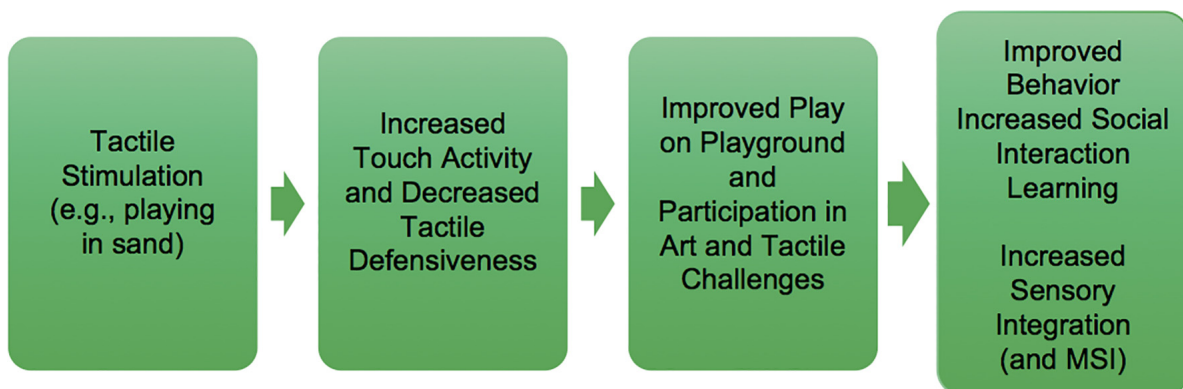 Tactile
Stimulation
(e.g., playing
in sand)
Increased
Touch Activity
and Decreased
Tactile
Defensiveness
Improved Play
on Playground
and
Participation in
Art and Tactile
Challenges
Improved
Behavior
Increased Social
Interaction
Learning
Increased
Sensory
Integration
(and MSI)